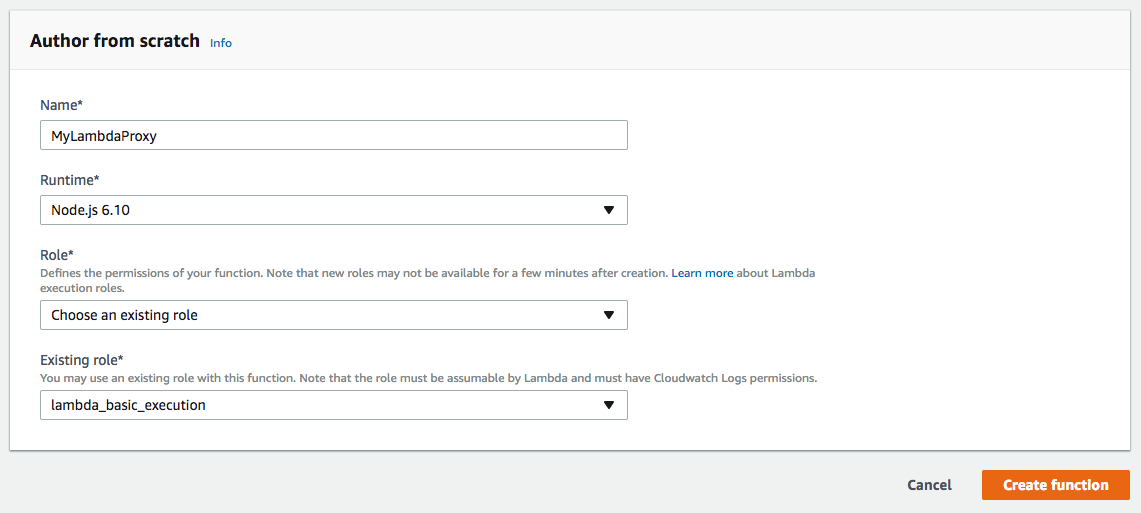 Author from scratch Info
Name*
MyLambdaProxy
Runtime*
Node.js 6.10
Role*
Defines the permissions of your function. Note that new roles may not be available for a few minutes after creation. Learn more about Lambda
execution roles.
Choose an existing role
Existing role*
You may use an existing role with this function. Note that the role must be assumable by Lambda and must have Cloudwatch Logs permissions.
lambda_basic_execution
Cancel Create function